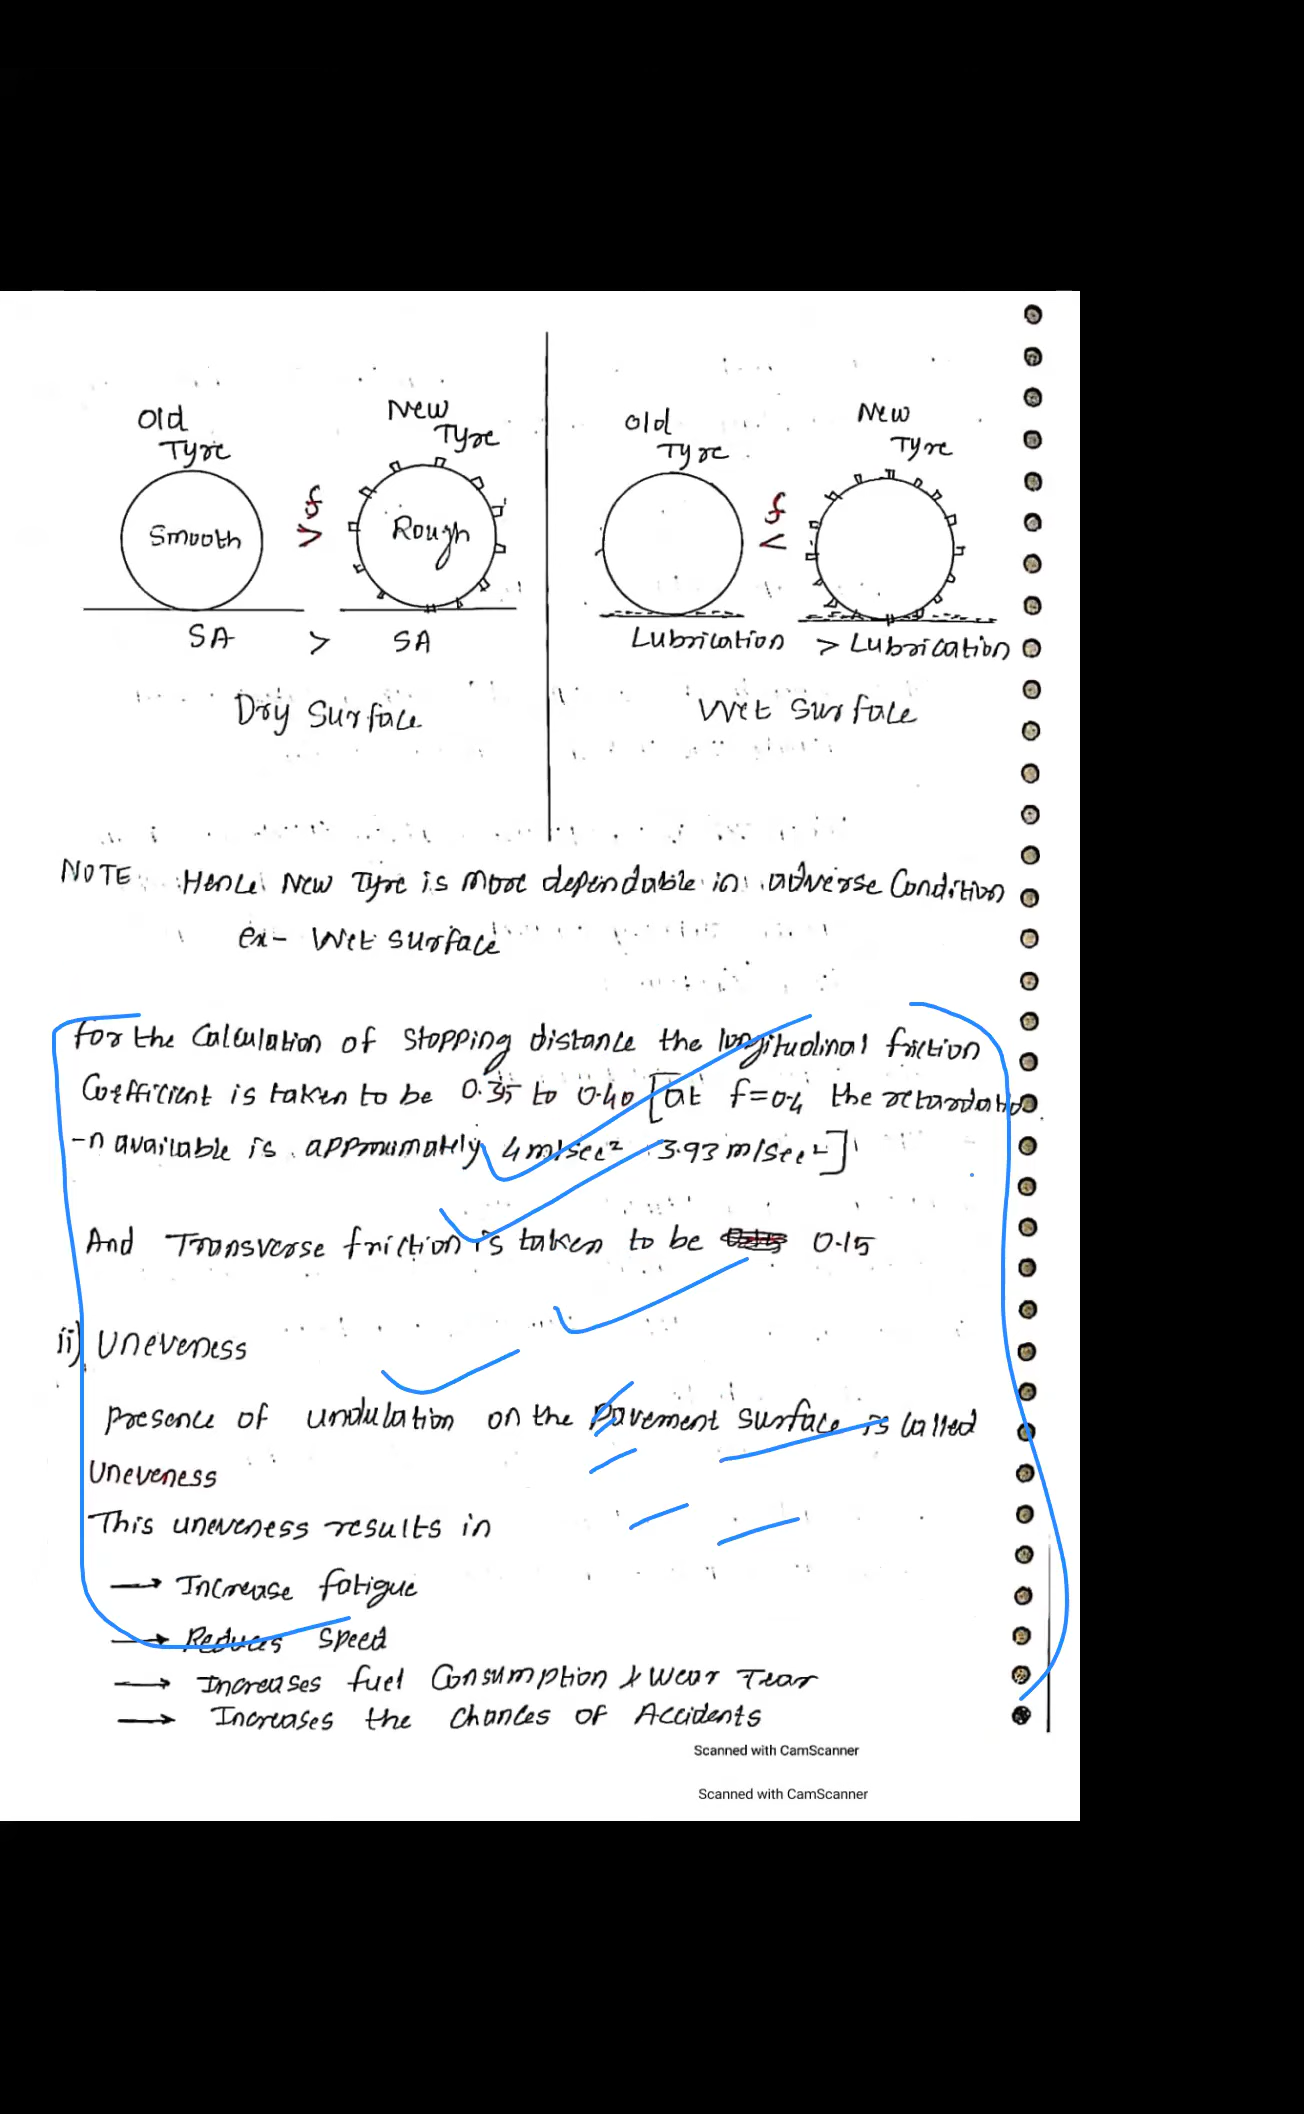 Old
Tyre
New
Tyre
Smooth
f
>
Rough
SA > SA
Dry Surface
Old
Tyre
New
Tyre
f
<
Lubrication > Lubrication
Wet Surface
NOTE Hence New Tyre is more dependable in adverse Condition
ex- Wet surface
for the Calculation of stopping distance the longitudinal friction
Coefficient is taken to be 0.35 to 0.40 [at f=0.4 the retardatio
-n available is approximately 4m/sec² 3.93 m/sec²]
And Transverse friction is taken to be 0.15
ii) Uneveness
Presence of undulation on the Pavement surface is called
Uneveness
This uneveness results in
→ Increase fatigue
→ Reduces Speed
→ Increases fuel Consumption & Wear Tear
→ Increases the chances of Accidents
Scanned with CamScanner
Scanned with CamScanner